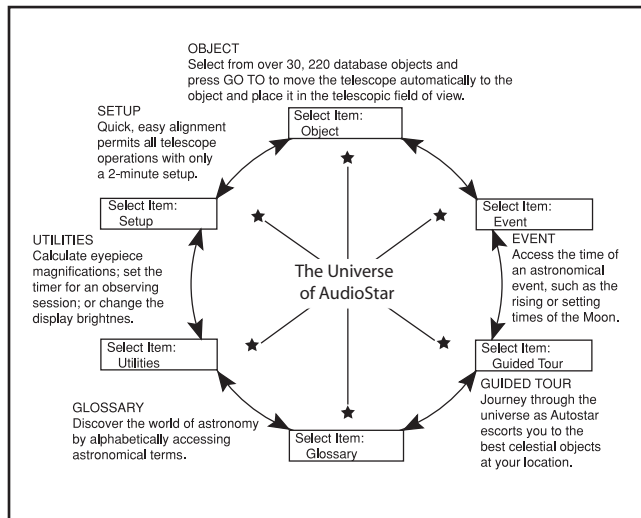 OBJECT
Select from over 30, 220 database objects and
press GO TO to move the telescope automatically to the
object and place it in the telescopic field of view.
Select Item:
Object
SETUP
Quick, easy alignment
permits all telescope
operations with only
a 2-minute setup.
Select Item:
Setup
Select Item:
Event
EVENT
Access the time of
an astronomical
event, such as the
rising or setting
times of the Moon.
UTILITIES
Calculate eyepiece
magnifications; set the
timer for an observing
session; or change the
display brightnes.
The Universe
of AudioStar
Select Item:
Utilities
Select Item:
Guided Tour
GUIDED TOUR
Journey through the
universe as Autostar
escorts you to the
best celestial objects
at your location.
GLOSSARY
Discover the world of astronomy
by alphabetically accessing
astronomical terms.
Select Item:
Glossary